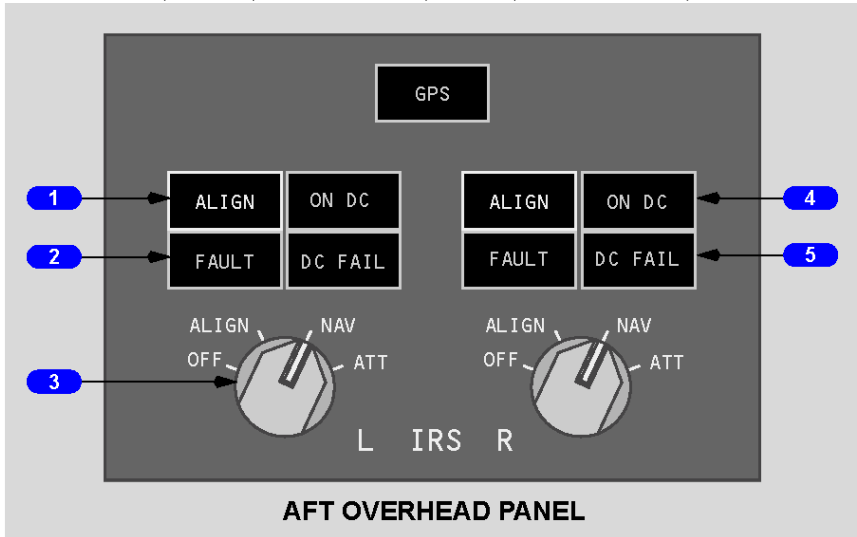 GPS
1 ALIGN ON DC ALIGN ON DC 4
2 FAULT DC FAIL FAULT DC FAIL 5
ALIGN NAV ALIGN NAV
OFF ATT OFF ATT
3
L IRS R
AFT OVERHEAD PANEL